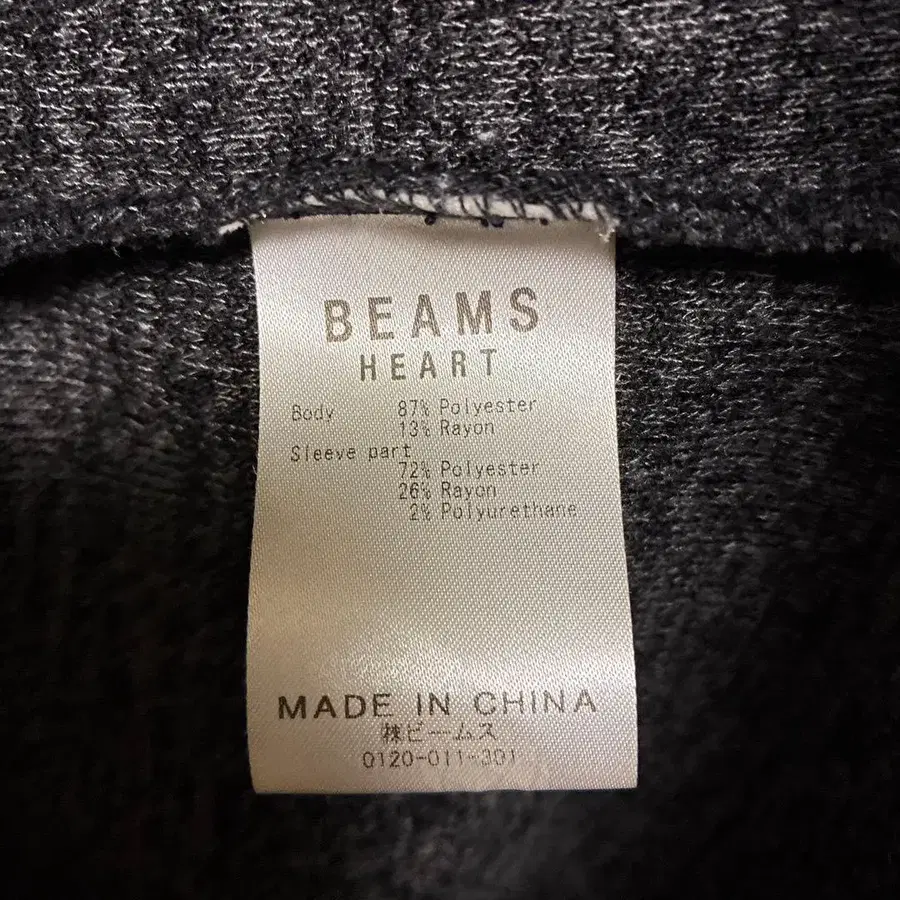 BEAMS
HEART
Body 87% Polyester
13% Rayon
Sleeve part
72% Polyester
26% Rayon
2% Polyurethane
MADE IN CHINA
㈱ビームス
0120-011-301